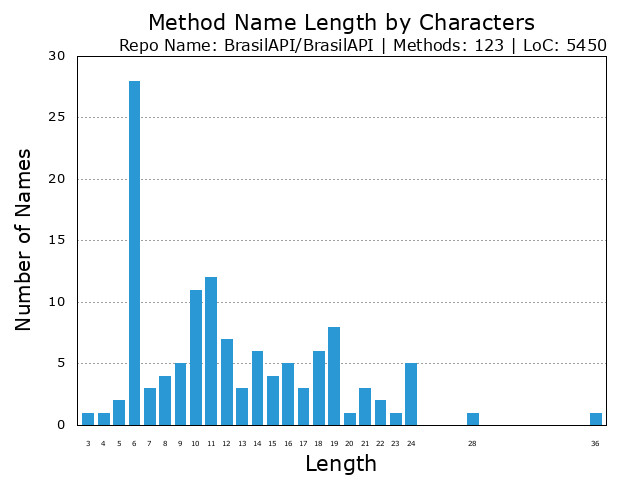 Method Name Length by Characters
Repo Name: BrasilAPI/BrasilAPI | Methods: 123 | LoC: 5450
30
25
20
15
10
5
0
Number of Names
3 4 5 6 7 8 9 10 11 12 13 14 15 16 17 18 19 20 21 22 23 24 28 36
Length